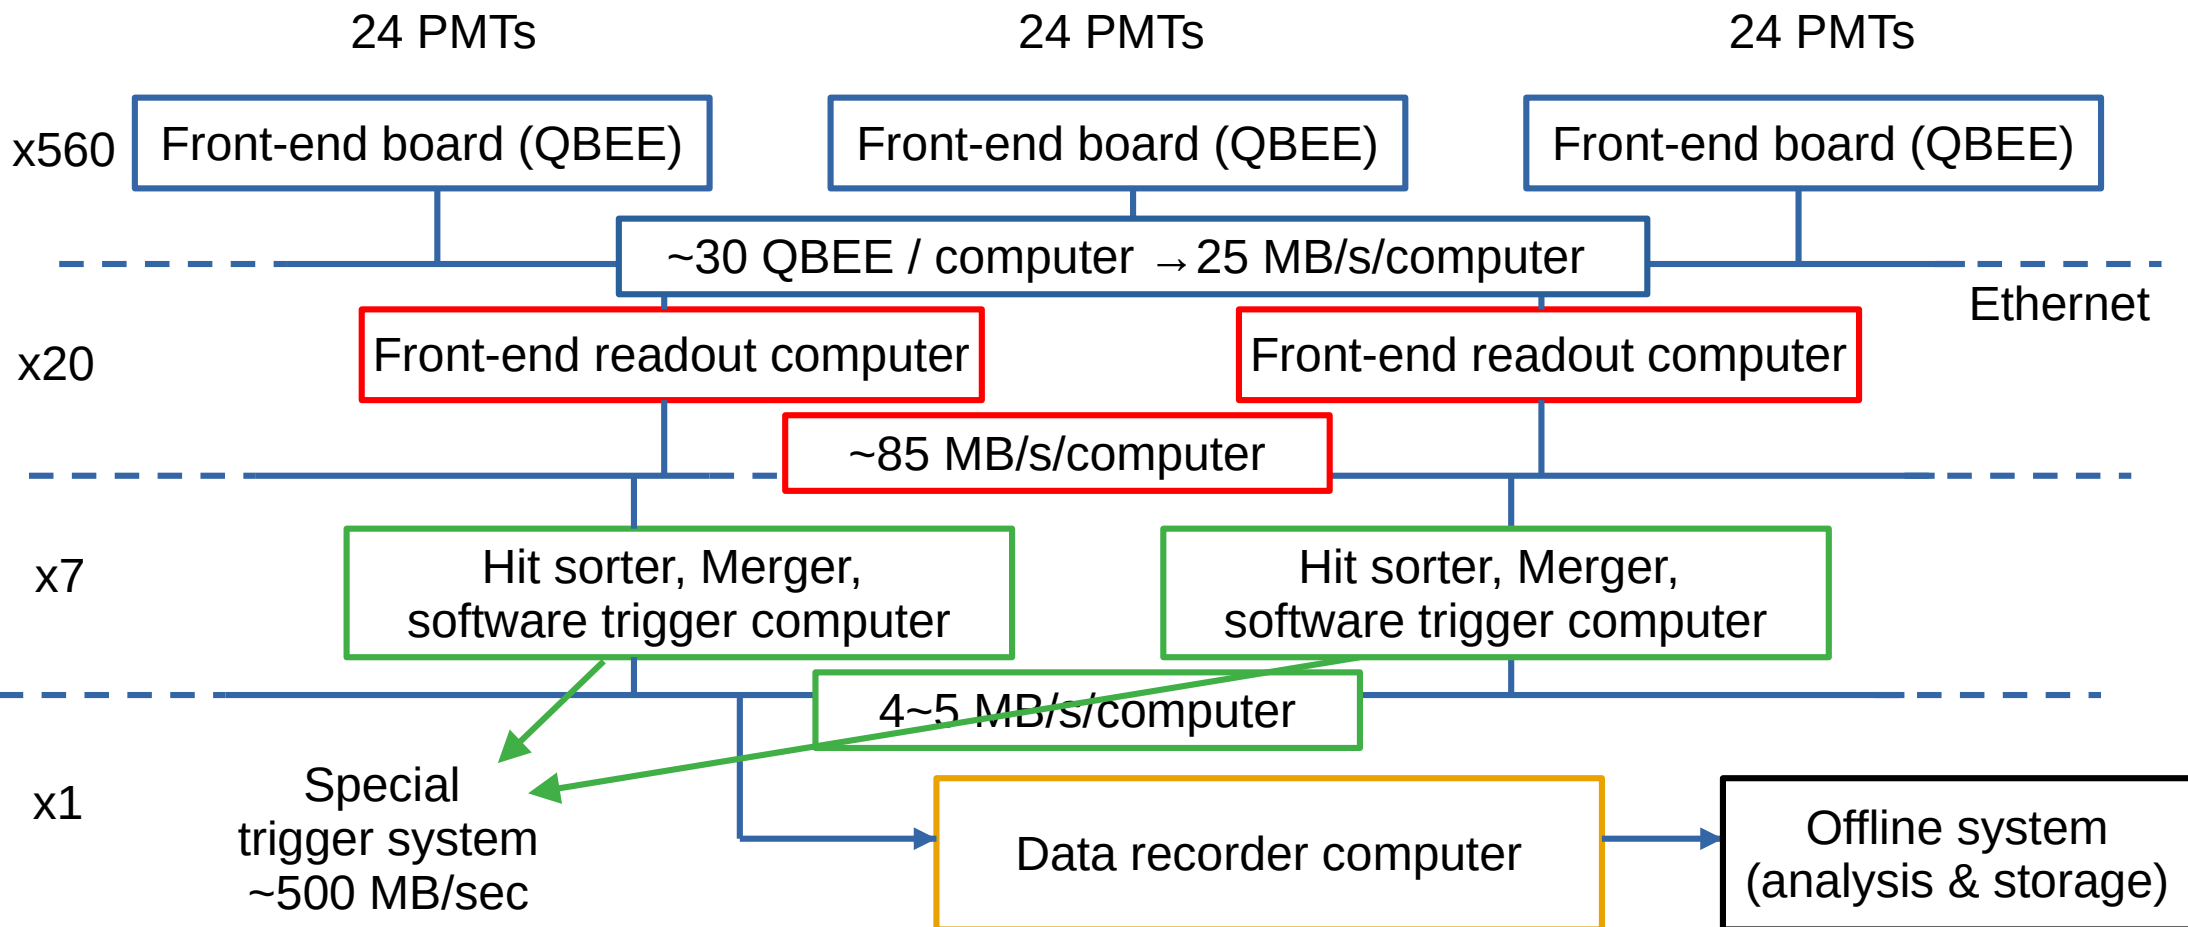 24 PMTs
24 PMTs
24 PMTs
x560
Front-end board (QBEE)
Front-end board (QBEE)
Front-end board (QBEE)
~30 QBEE / computer →25 MB/s/computer
Ethernet
x20
Front-end readout computer
Front-end readout computer
~85 MB/s/computer
x7
Hit sorter, Merger,
software trigger computer
Hit sorter, Merger,
software trigger computer
4~5 MB/s/computer
x1
Special
trigger system
~500 MB/sec
Data recorder computer
Offline system
(analysis & storage)